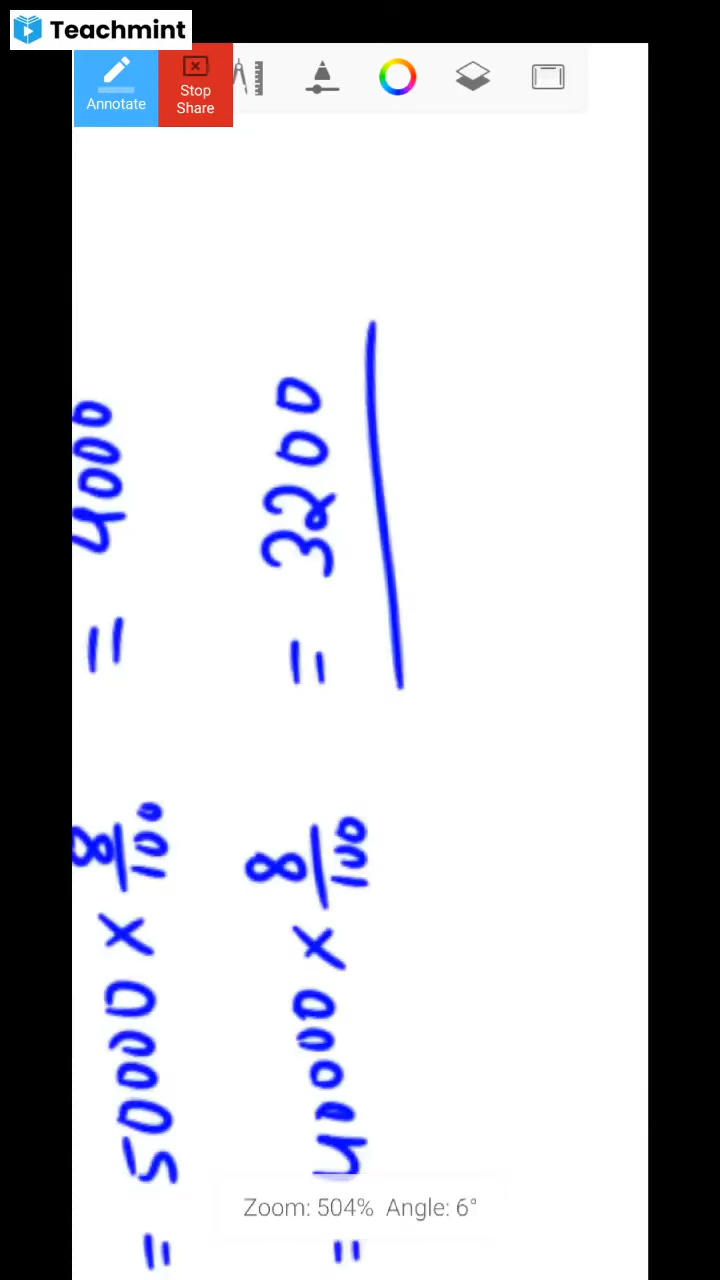 Teachmint
Annotate
Stop
Share
= 50000 x 8/100 = 4000
= 40000 x 8/100 = 3200
Zoom: 504% Angle: 6°